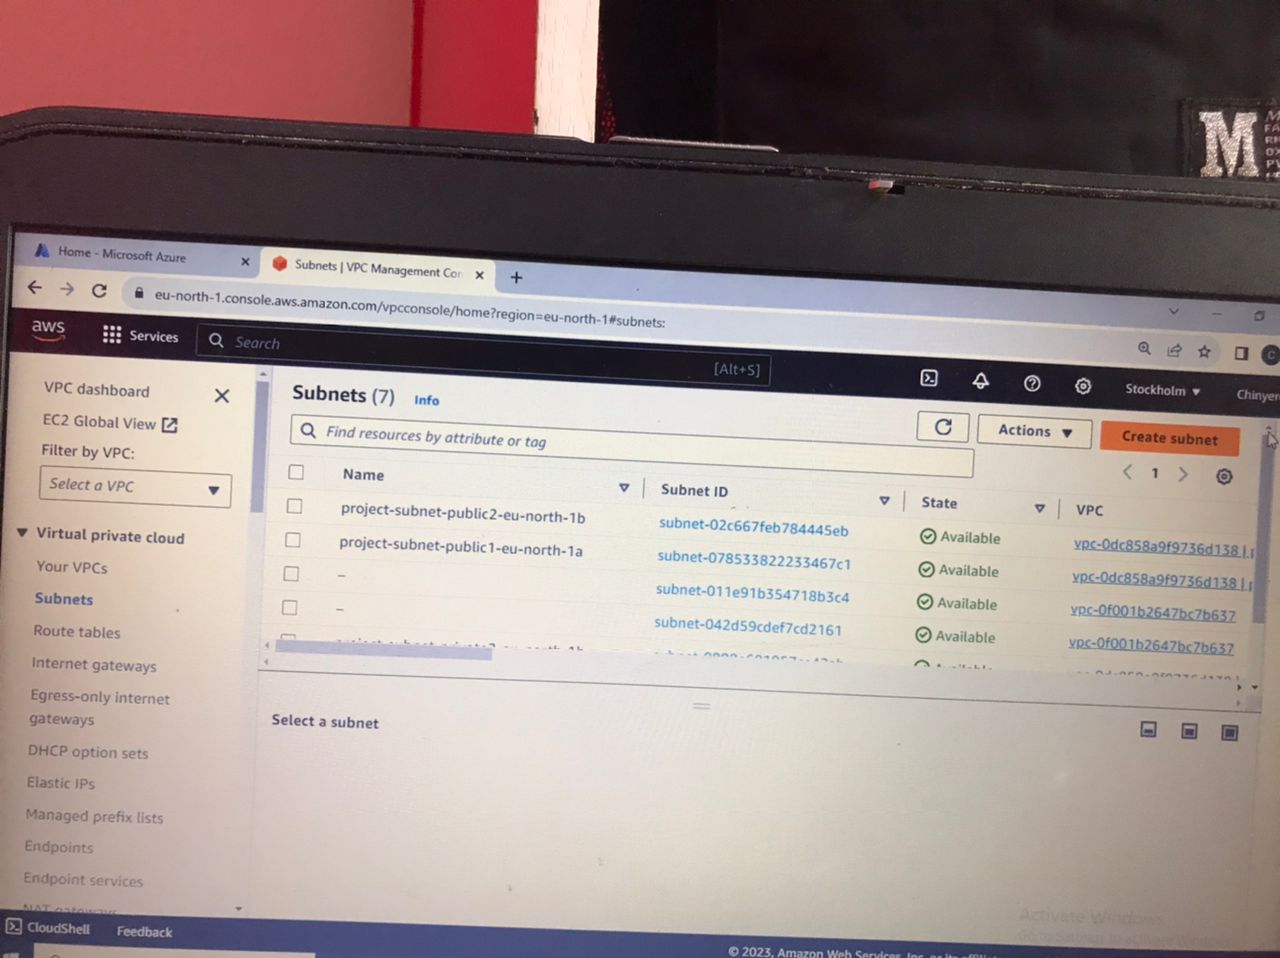 M
Home - Microsoft Azure
Subnets | VPC Management Con
eu-north-1.console.aws.amazon.com/vpcconsole/home?region=eu-north-1#subnets:
aws
Services
Search
[Alt+S]
Stockholm
Chinyer
VPC dashboard
EC2 Global View
Filter by VPC:
Select a VPC
Virtual private cloud
Your VPCs
Subnets
Route tables
Internet gateways
Egress-only internet
gateways
DHCP option sets
Elastic IPs
Managed prefix lists
Endpoints
Endpoint services
NAT gateways
Subnets (7) Info
Find resources by attribute or tag
Actions
Create subnet
1
Name Subnet ID State VPC
project-subnet-public2-eu-north-1b subnet-02c667feb784445eb Available vpc-0dc858a9f9736d138 |
project-subnet-public1-eu-north-1a subnet-078533822233467c1 Available vpc-0dc858a9f9736d138 |
– subnet-011e91b354718b3c4 Available vpc-0f001b2647bc7b637
– subnet-042d59cdef7cd2161 Available vpc-0f001b2647bc7b637
Select a subnet
Activate Windows
CloudShell Feedback
© 2023, Amazon Web Services, Inc. or its